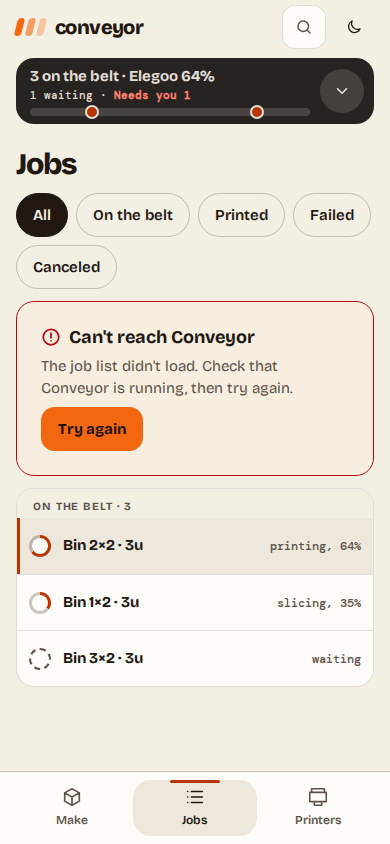 conveyor
3 on the belt · Elegoo 64%
1 waiting · Needs you 1
Jobs
All
On the belt
Printed
Failed
Canceled
Can't reach Conveyor
The job list didn't load. Check that
Conveyor is running, then try again.
Try again
ON THE BELT · 3
Bin 2×2 · 3u
printing, 64%
Bin 1×2 · 3u
slicing, 35%
Bin 3×2 · 3u
waiting
Make
Jobs
Printers